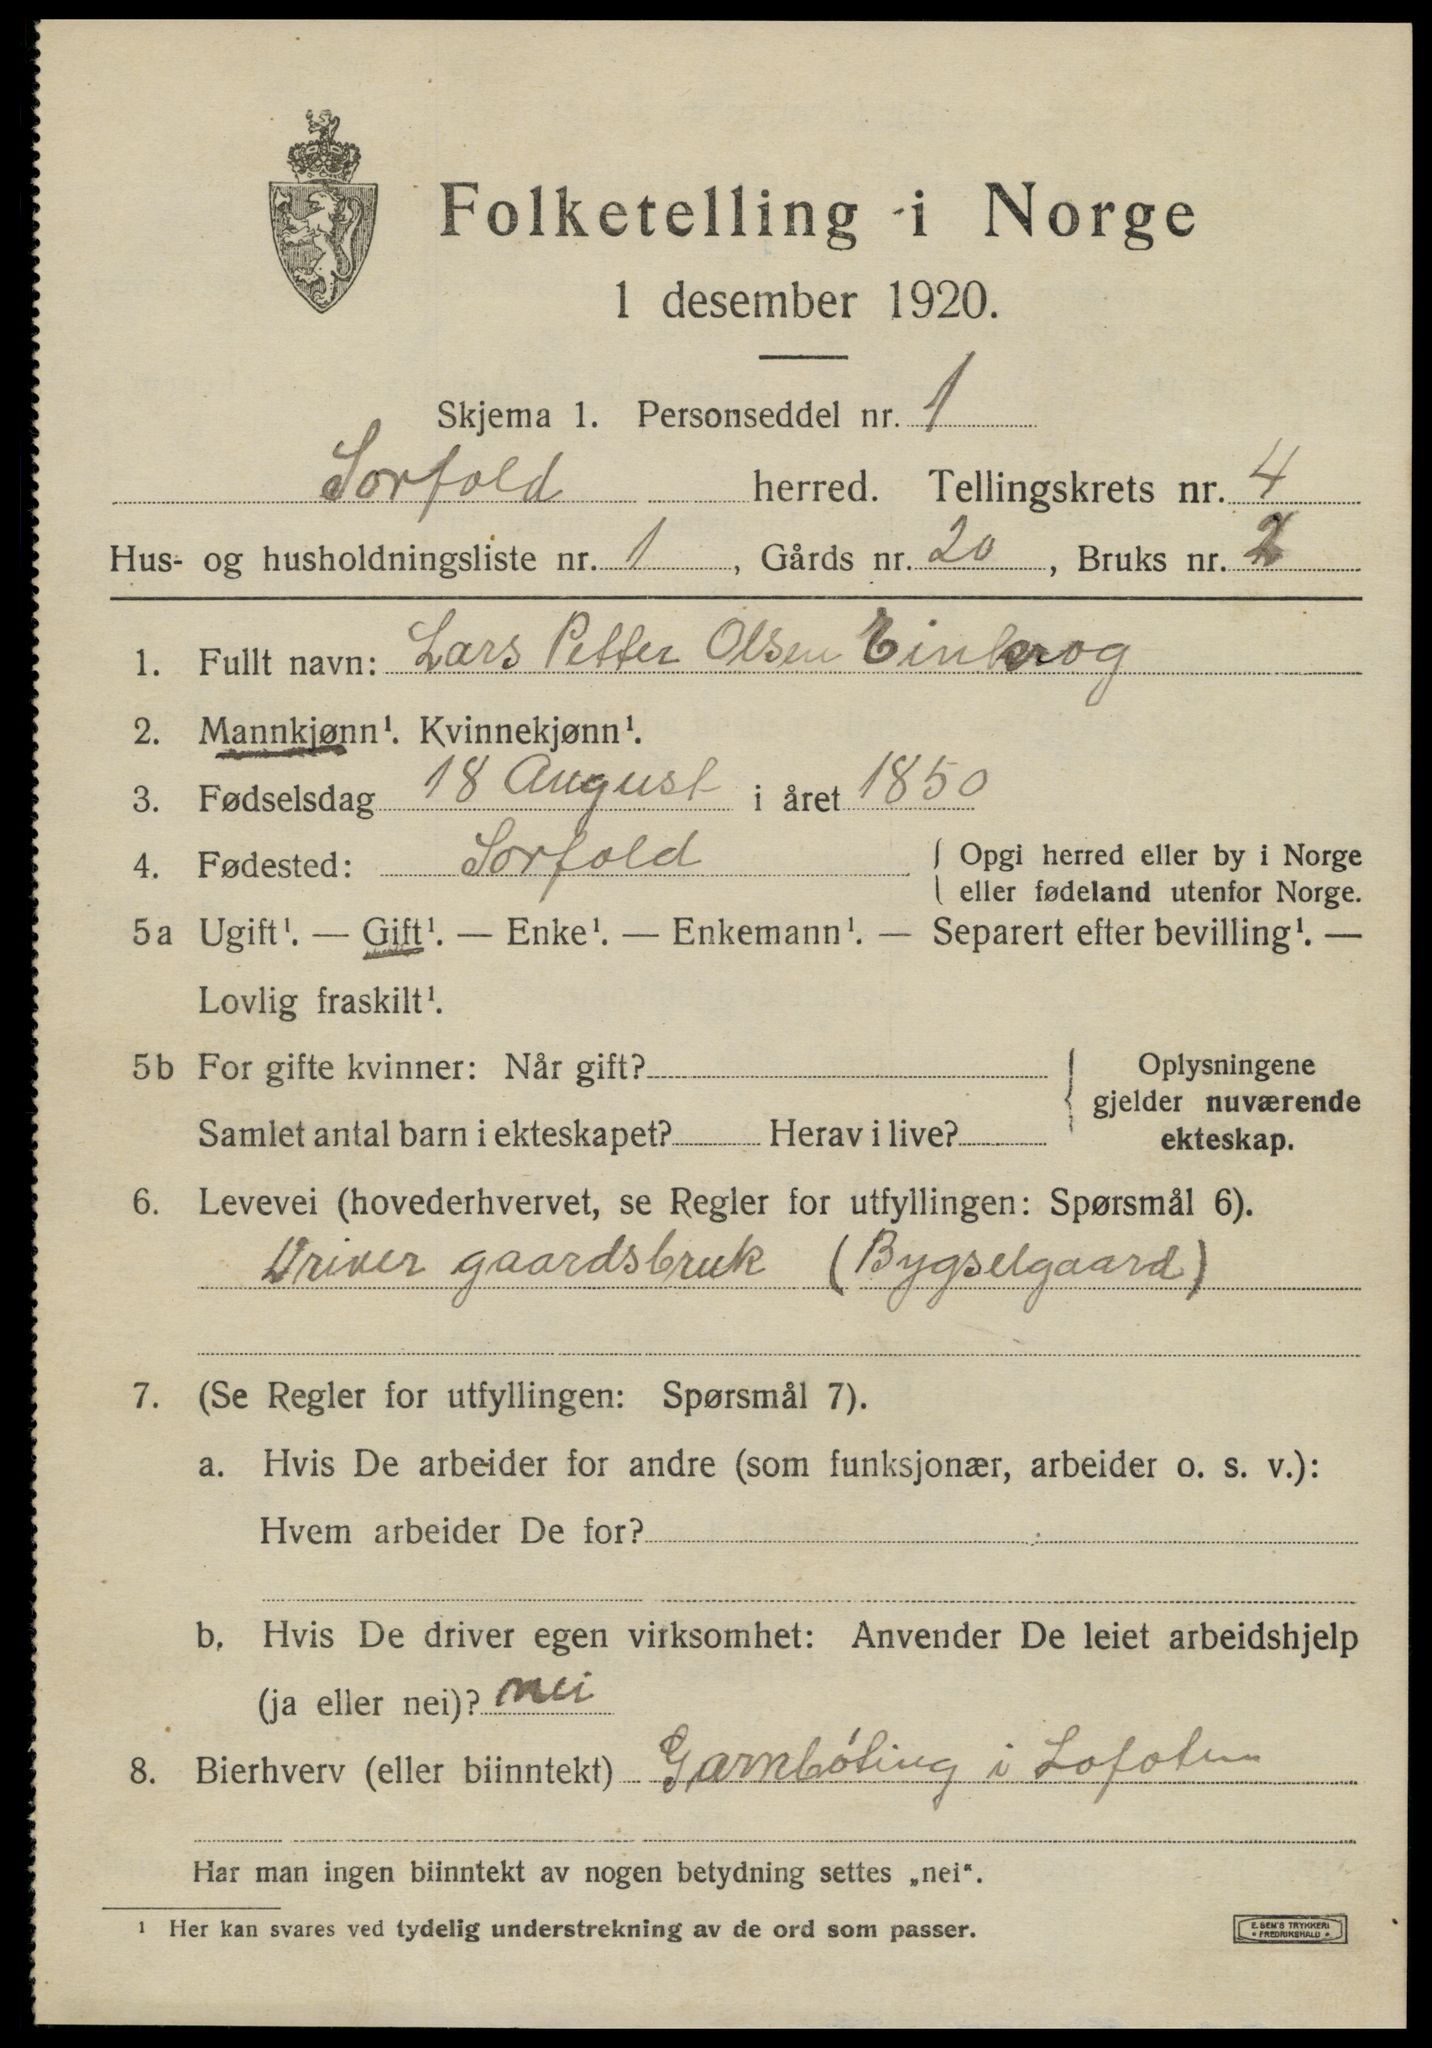 Folketelling i Norge
1 desember 1920.
Skjema 1. Personseddel nr. 1
Sorfold herred. Tellingskrets nr. 4
Hus- og husholdningsliste nr. 1, Gårds nr. 20, Bruks nr. 2
1. Fullt navn: Lars Petter Olsen Einkrog
2. Mannkjønn¹. Kvinnekjønn¹.
3. Fødselsdag 18 August i året 1850
4. Fødested: Sorfold { Opgi herred eller by i Norge
eller fødeland utenfor Norge.
5a Ugift¹. — Gift¹. — Enke¹. — Enkemann¹. — Separert efter bevilling¹. —
Lovlig fraskilt¹.
5b For gifte kvinner: Når gift? { Oplysningene
gjelder nuværende
Samlet antal barn i ekteskapet? Herav i live? ekteskap.
6. Levevei (hovederhvervet, se Regler for utfyllingen: Spørsmål 6).
Driver gaardsbruk (Bygselgaard)
7. (Se Regler for utfyllingen: Spørsmål 7).
a. Hvis De arbeider for andre (som funksjonær, arbeider o. s. v.):
Hvem arbeider De for?
b. Hvis De driver egen virksomhet: Anvender De leiet arbeidshjelp
(ja eller nei)? nei
8. Bierhverv (eller biinntekt) Garnbóting i Lofoten
Har man ingen biinntekt av nogen betydning settes „nei“.
¹ Her kan svares ved tydelig understrekning av de ord som passer.
E. SEM'S TRYKKERI
• FREDRIKSHALD •